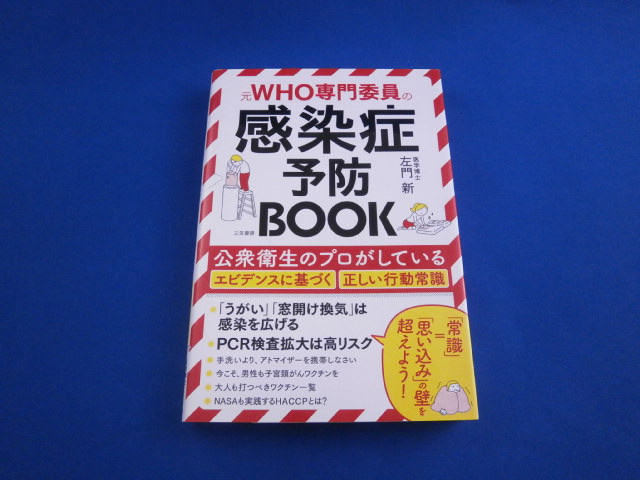 元WHO専門委員の
感染症
予防
BOOK
医学博士
左門 新
三笠書房
公衆衛生のプロがしている
エビデンスに基づく 正しい行動常識
・「うがい」「窓開け換気」は
感染を広げる
・PCR検査拡大は高リスク
・手洗いより、アトマイザーを携帯しなさい
・今こそ、男性も子宮頸がんワクチンを
・大人も打つべきワクチン一覧
・NASAも実践するHACCPとは?
「常識」
=
「思い込み」の壁を
超えよう!